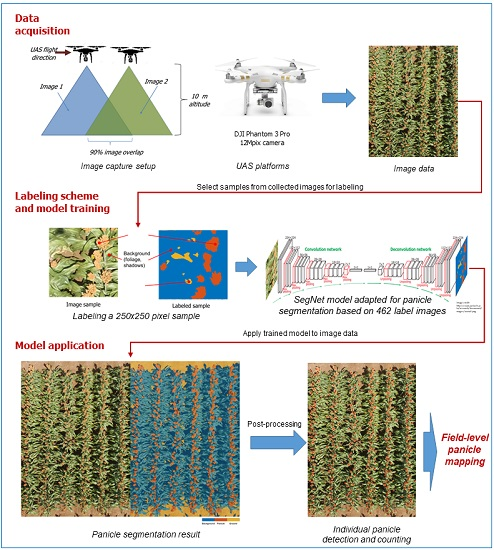 Data
acquisition
UAS flight
direction
Image 1
Image 2
10 m
altitude
90% image overlap
Image capture setup
DJI Phantom 3 Pro
12Mpix camera
UAS platforms
Image data
Select samples from collected images for labeling
Labeling scheme
and model training
Background
(foliage,
shadows)
Image sample
Labeled sample
Labeling a 250x250 pixel sample
Convolution network
Deconvolution network
SegNet model adapted for panicle
segmentation based on 462 label images
Apply trained model to image data
Model application
Post-processing
Field-level
panicle
mapping
Background Panicle Ground
Panicle segmentation result
Individual panicle
detection and counting